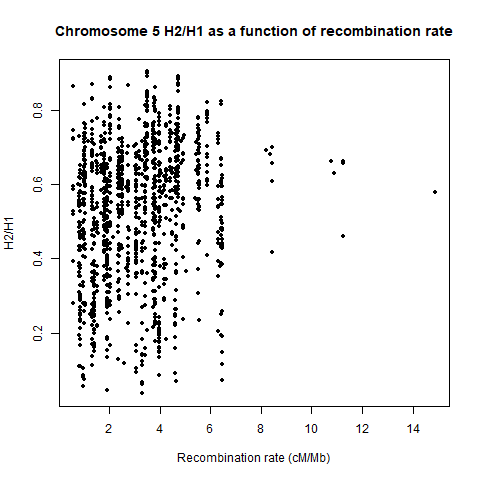 Chromosome 5 H2/H1 as a function of recombination rate
0.8
0.6
H2/H1
0.4
0.2
2 4 6 8 10 12 14
Recombination rate (cM/Mb)